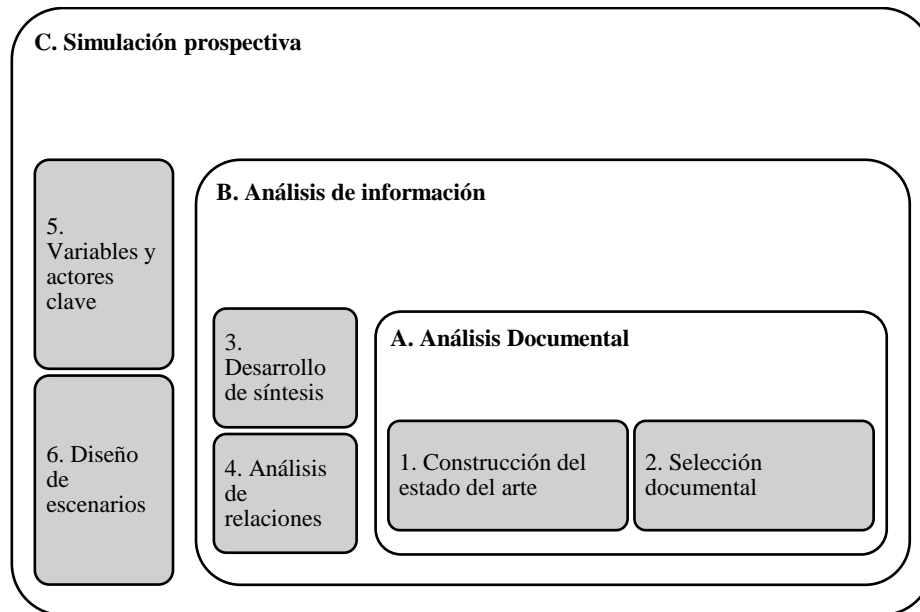 C. Simulación prospectiva
5.
Variables y
actores
clave
6. Diseño
de
escenarios
B. Análisis de información
3.
Desarrollo
de síntesis
4. Análisis
de
relaciones
A. Análisis Documental
1. Construcción del
estado del arte
2. Selección
documental